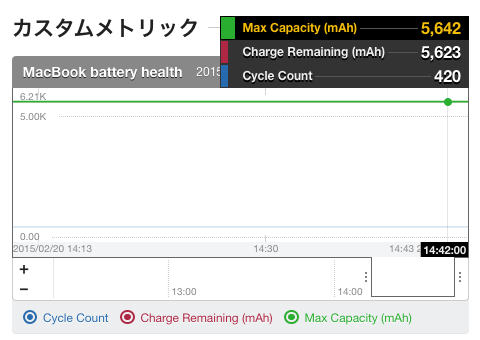 カスタムメトリック
Max Capacity (mAh) 5,642
Charge Remaining (mAh) 5,623
Cycle Count 420
MacBook battery health 2015
6.21K
5.00K
0.00
2015/02/20 14:13 14:30 14:43 2
14:42:00
+
−
13:00 14:00
Cycle Count Charge Remaining (mAh) Max Capacity (mAh)